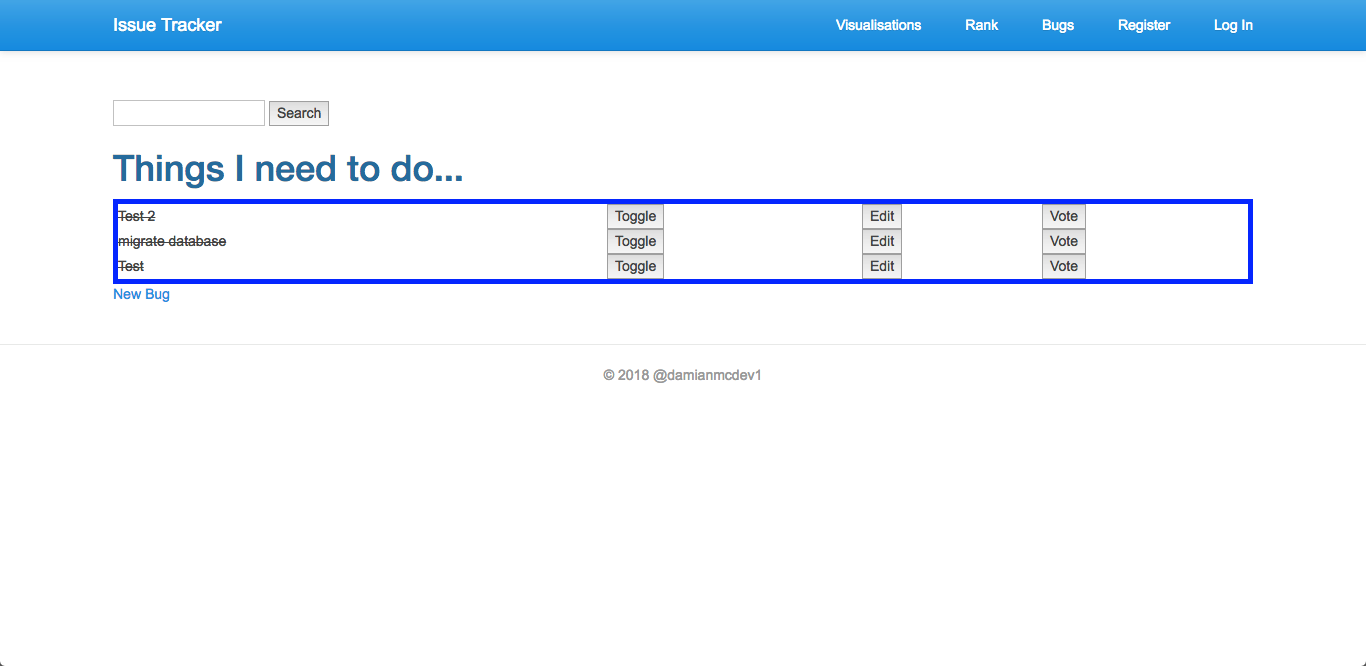 Issue Tracker Visualisations Rank Bugs Register Log In
Search
Things I need to do...
Test 2 Toggle Edit Vote
migrate database Toggle Edit Vote
Test Toggle Edit Vote
New Bug
© 2018 @damianmcdev1